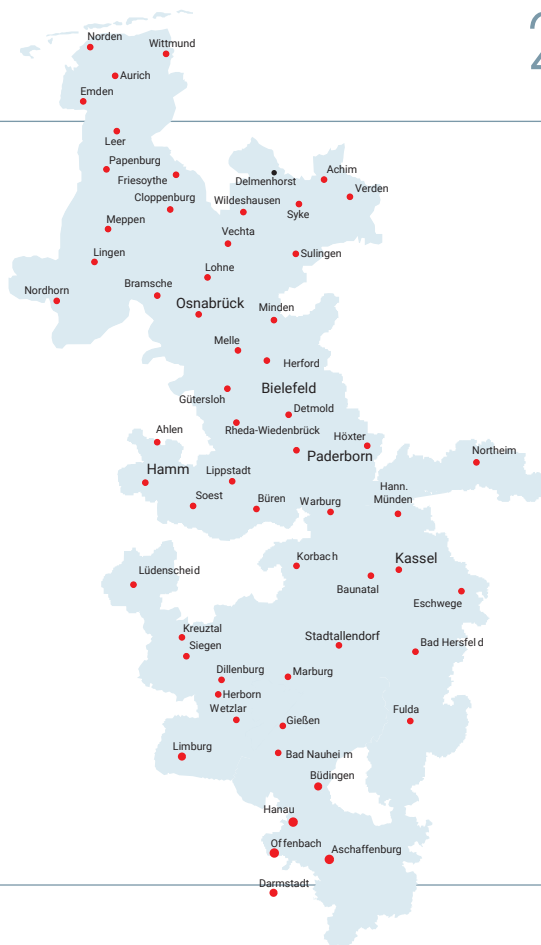 2
Norden
Wittmund
Aurich
Emden
Leer
Papenburg
Friesoythe
Delmenhorst
Achim
Cloppenburg
Wildeshausen
Verden
Syke
Meppen
Vechta
Lingen
Sulingen
Lohne
Nordhorn
Bramsche
Osnabrück
Minden
Melle
Herford
Bielefeld
Gütersloh
Detmold
Ahlen
Rheda-Wiedenbrück
Höxter
Paderborn
Northeim
Hamm
Lippstadt
Hann.
Münden
Soest
Büren
Warburg
Korbach
Kassel
Lüdenscheid
Baunatal
Eschwege
Kreuztal
Stadtallendorf
Siegen
Bad Hersfeld
Dillenburg
Marburg
Herborn
Wetzlar
Fulda
Gießen
Limburg
Bad Nauheim
Büdingen
Hanau
Offenbach
Aschaffenburg
Darmstadt